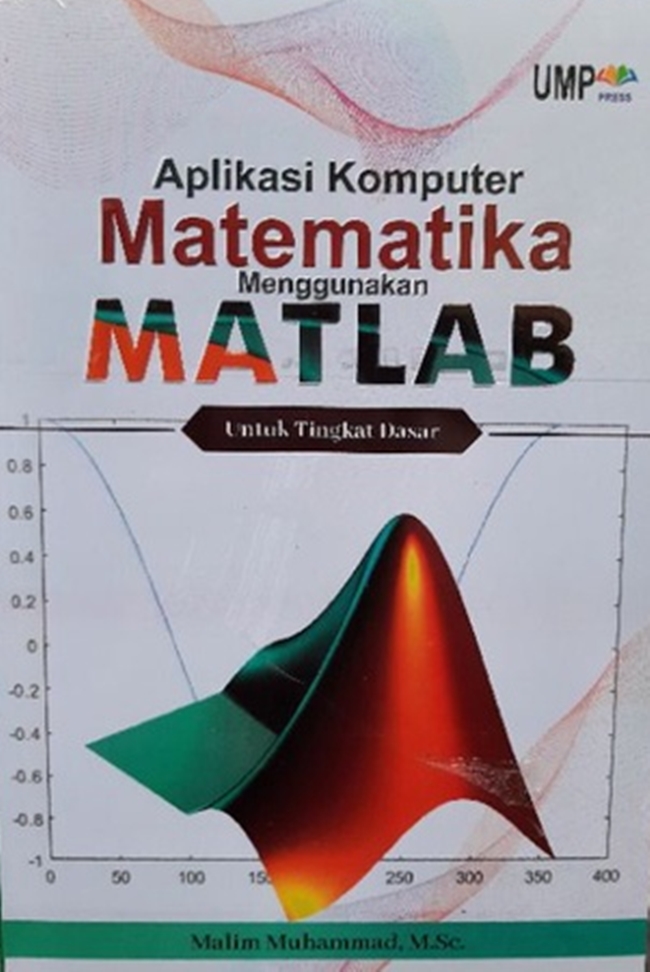 UMP
PRESS
Aplikasi Komputer
Matematika
Menggunakan
MATLAB
Untuk Tingkat Dasar
1
0.8
0.6
0.4
0.2
0
-0.2
-0.4
-0.6
-0.8
-1
0 50 100 250 300 350 400
Malim Muhammad, M.Sc.